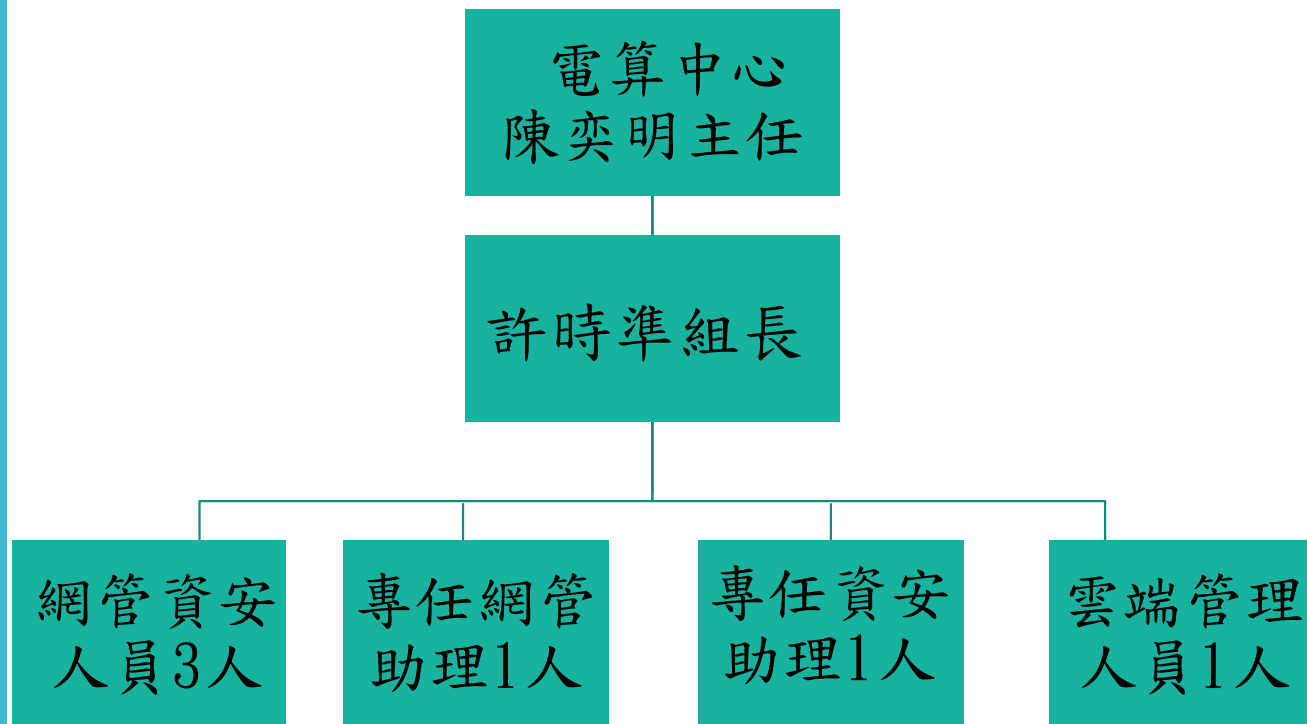 電算中心
陳奕明主任
許時準組長
網管資安
人員3人
專任網管
助理1人
專任資安
助理1人
雲端管理
人員1人